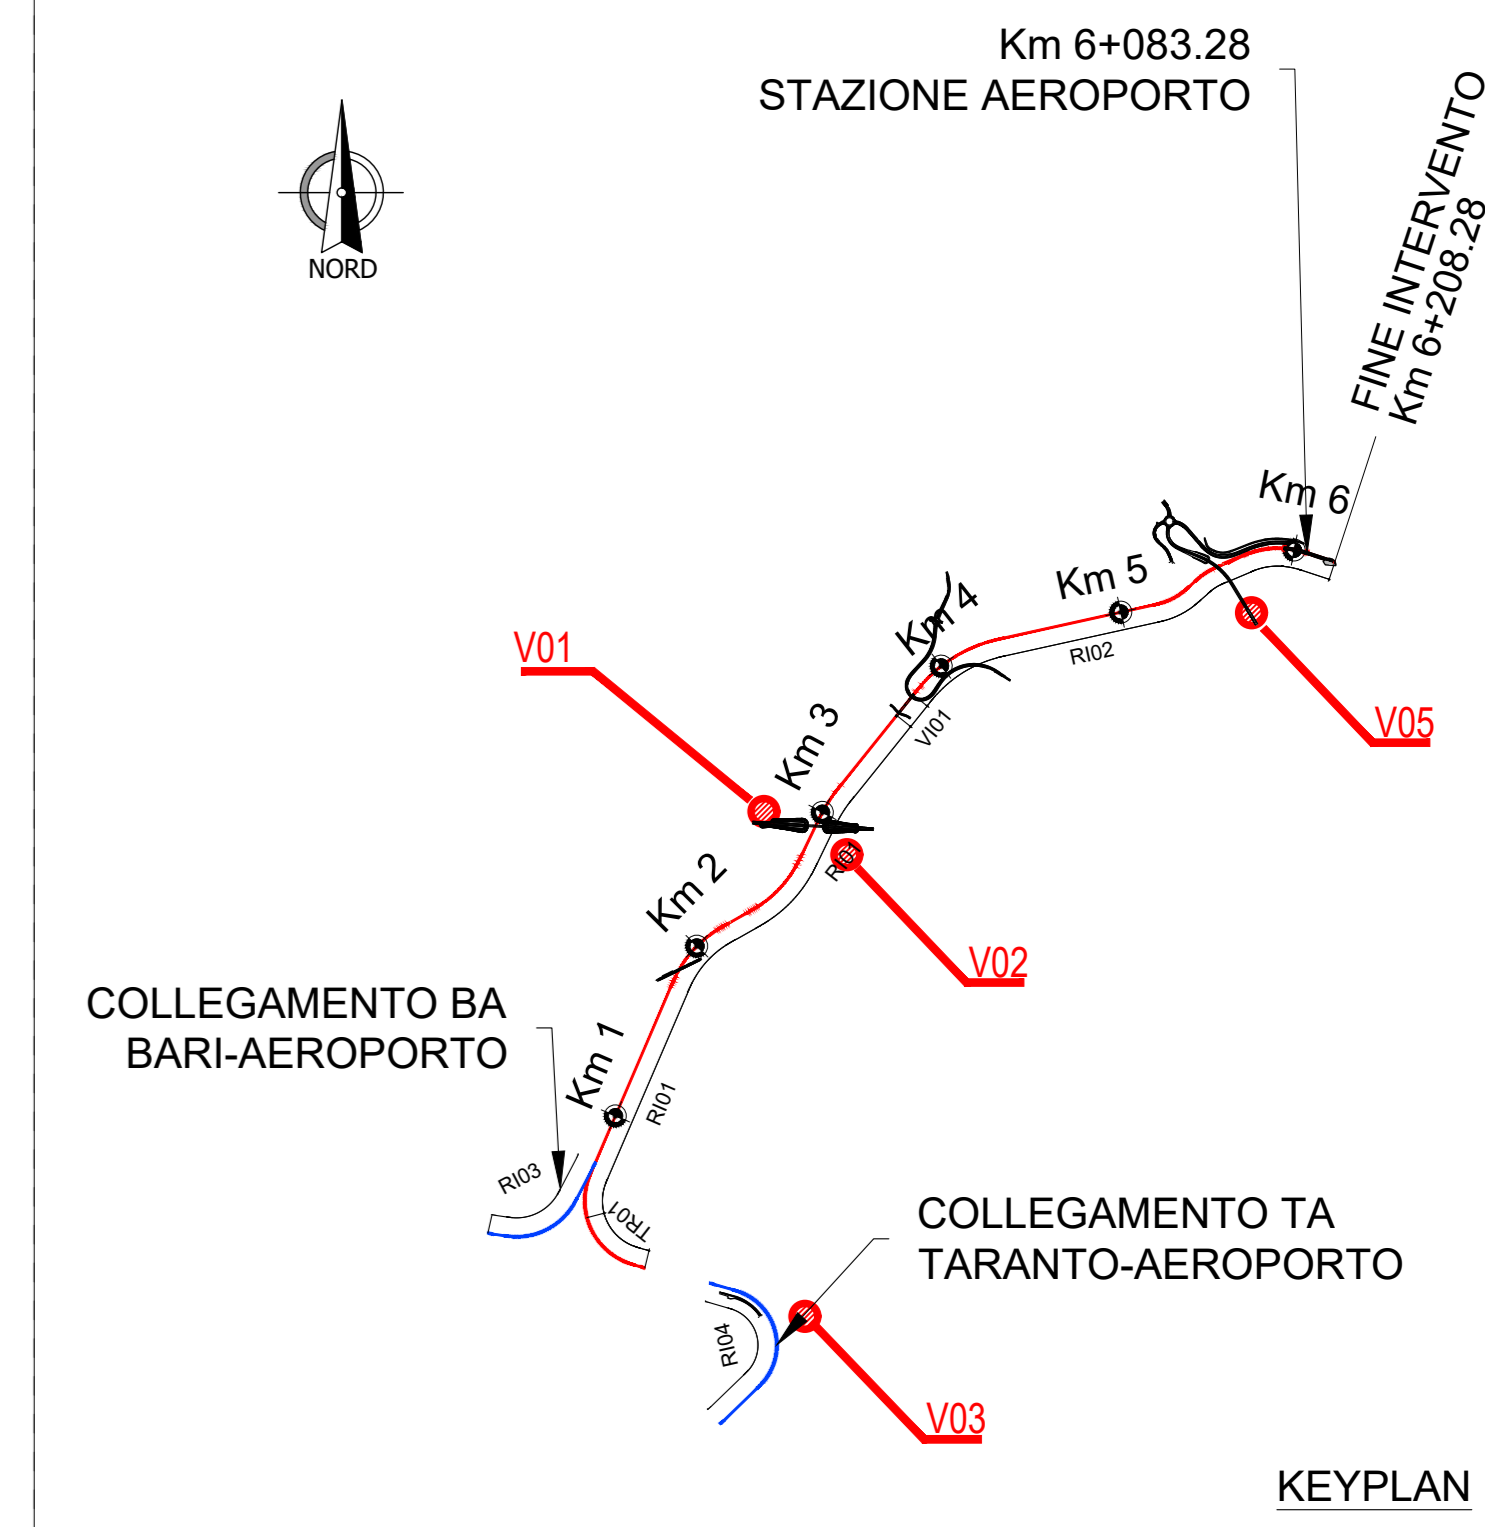 Km 6+083.28
STAZIONE AEROPORTO
FINE INTERVENTO
Km 6+208.28
NORD
Km 6
Km 5
Km 4
RI02
V01
V05
VI01
Km 3
RI01
Km 2
V02
COLLEGAMENTO BA
BARI-AEROPORTO
Km 1
RI01
RI03
TR01
COLLEGAMENTO TA
TARANTO-AEROPORTO
RI04
V03
KEYPLAN